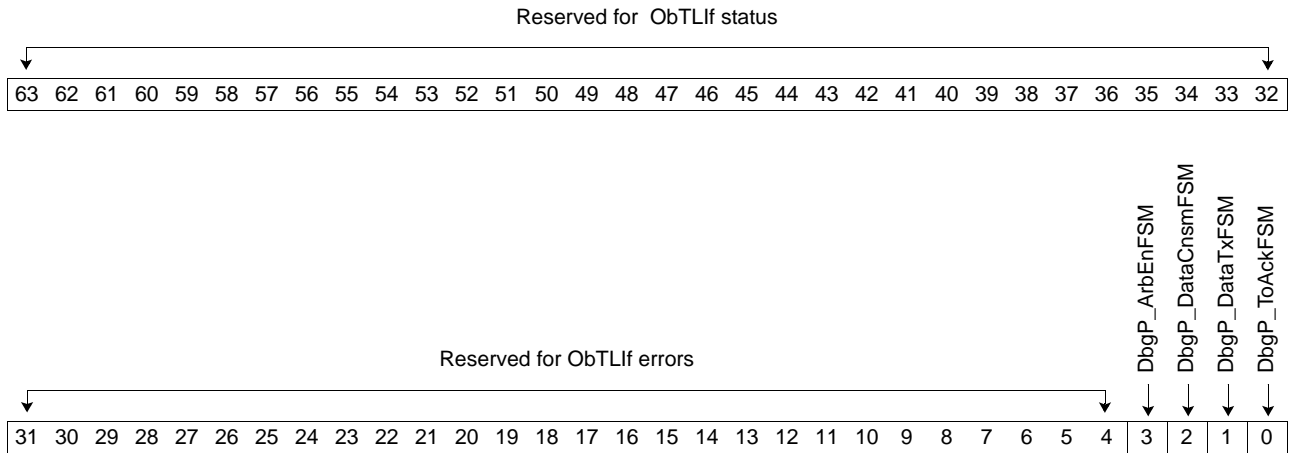 Reserved for ObTLIf status
63 62 61 60 59 58 57 56 55 54 53 52 51 50 49 48 47 46 45 44 43 42 41 40 39 38 37 36 35 34 33 32
DbgP_ArbEnFSM
DbgP_DataCnsmFSM
DbgP_DataTxFSM
DbgP_ToAckFSM
Reserved for ObTLIf errors
31 30 29 28 27 26 25 24 23 22 21 20 19 18 17 16 15 14 13 12 11 10 9 8 7 6 5 4 3 2 1 0